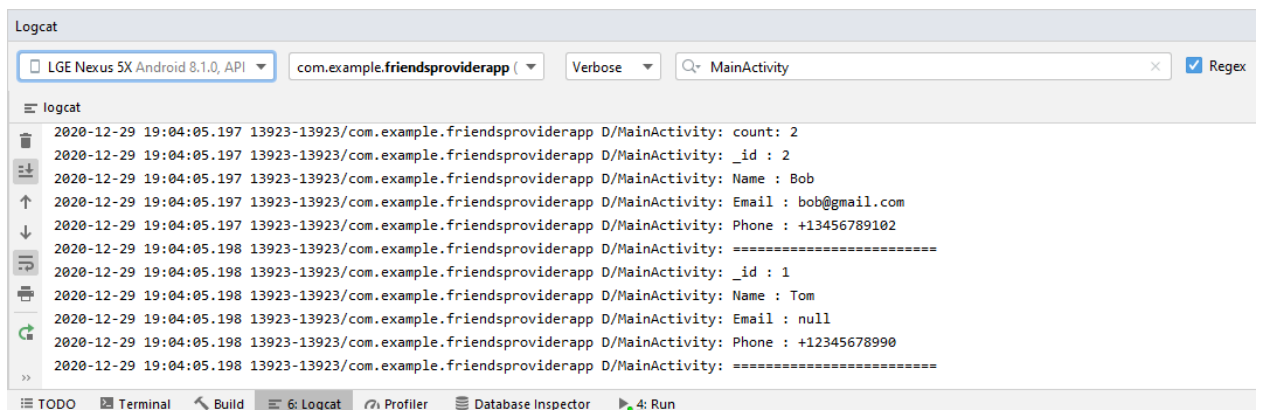 Logcat
LGE Nexus 5X Android 8.1.0, API com.example.friendsproviderapp ( Verbose MainActivity Regex
logcat
2020-12-29 19:04:05.197 13923-13923/com.example.friendsproviderapp D/MainActivity: count: 2
2020-12-29 19:04:05.197 13923-13923/com.example.friendsproviderapp D/MainActivity: _id : 2
2020-12-29 19:04:05.197 13923-13923/com.example.friendsproviderapp D/MainActivity: Name : Bob
2020-12-29 19:04:05.197 13923-13923/com.example.friendsproviderapp D/MainActivity: Email : bob@gmail.com
2020-12-29 19:04:05.197 13923-13923/com.example.friendsproviderapp D/MainActivity: Phone : +13456789102
2020-12-29 19:04:05.198 13923-13923/com.example.friendsproviderapp D/MainActivity: =========================
2020-12-29 19:04:05.198 13923-13923/com.example.friendsproviderapp D/MainActivity: _id : 1
2020-12-29 19:04:05.198 13923-13923/com.example.friendsproviderapp D/MainActivity: Name : Tom
2020-12-29 19:04:05.198 13923-13923/com.example.friendsproviderapp D/MainActivity: Email : null
2020-12-29 19:04:05.198 13923-13923/com.example.friendsproviderapp D/MainActivity: Phone : +12345678990
2020-12-29 19:04:05.198 13923-13923/com.example.friendsproviderapp D/MainActivity: =========================
TODO Terminal Build 6: Logcat Profiler Database Inspector 4: Run